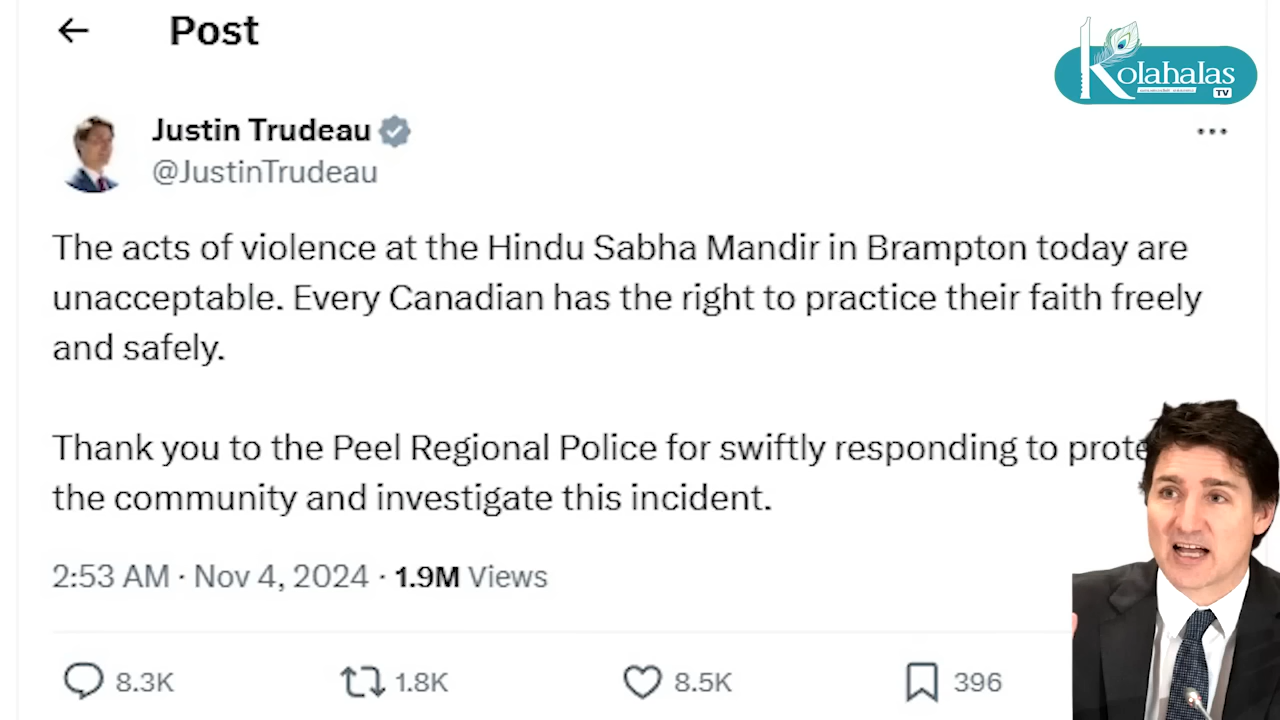 Post
Kolahalas
TV
Justin Trudeau
@JustinTrudeau
The acts of violence at the Hindu Sabha Mandir in Brampton today are
unacceptable. Every Canadian has the right to practice their faith freely
and safely.
Thank you to the Peel Regional Police for swiftly responding to prote
the community and investigate this incident.
2:53 AM · Nov 4, 2024 · 1.9M Views
8.3K 1.8K 8.5K 396